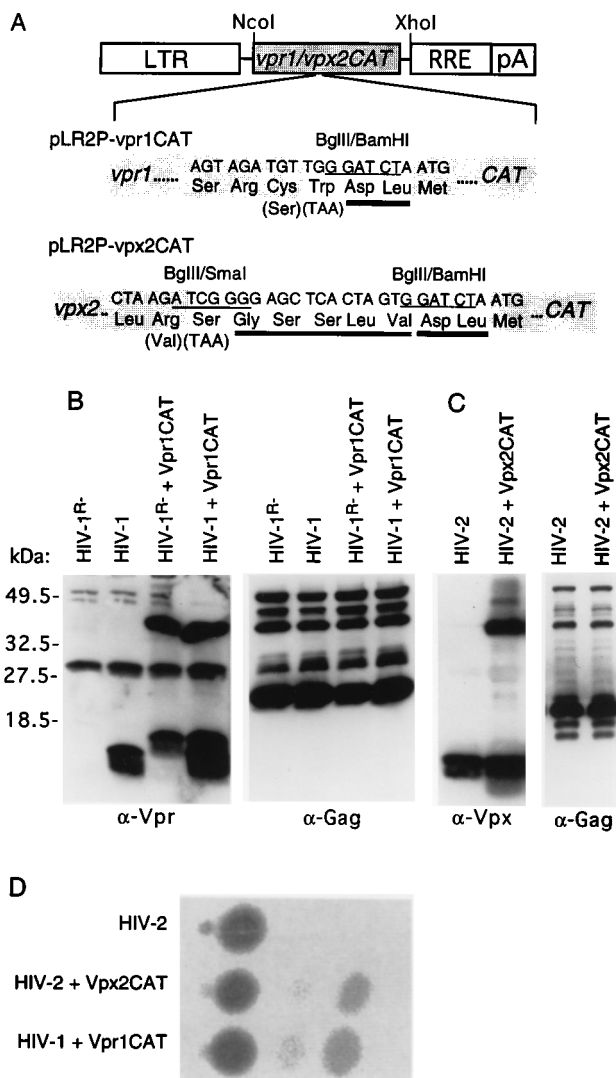 A
NcoI XhoI
LTR vpr1/vpx2CAT RRE pA
pLR2P-vpr1CAT
BglII/BamHI
vpr1...... AGT AGA TGT TGG GAT CTA ATG ..... CAT
Ser Arg Cys Trp Asp Leu Met
(Ser)(TAA)
pLR2P-vpx2CAT
BglII/SmaI BglII/BamHI
vpx2.. CTA AGA TCG GGG AGC TCA CTA GTG GAT CTA ATG ...CAT
Leu Arg Ser Gly Ser Ser Leu Val Asp Leu Met
(Val)(TAA)
B
HIV-1R-
HIV-1
HIV-1R- + Vpr1CAT
HIV-1 + Vpr1CAT
HIV-1R-
HIV-1
HIV-1R- + Vpr1CAT
HIV-1 + Vpr1CAT
C
HIV-2
HIV-2 + Vpx2CAT
HIV-2
HIV-2 + Vpx2CAT
kDa:
49.5-
32.5-
27.5-
18.5-
α-Vpr α-Gag α-Vpx α-Gag
D
HIV-2
HIV-2 + Vpx2CAT
HIV-1 + Vpr1CAT